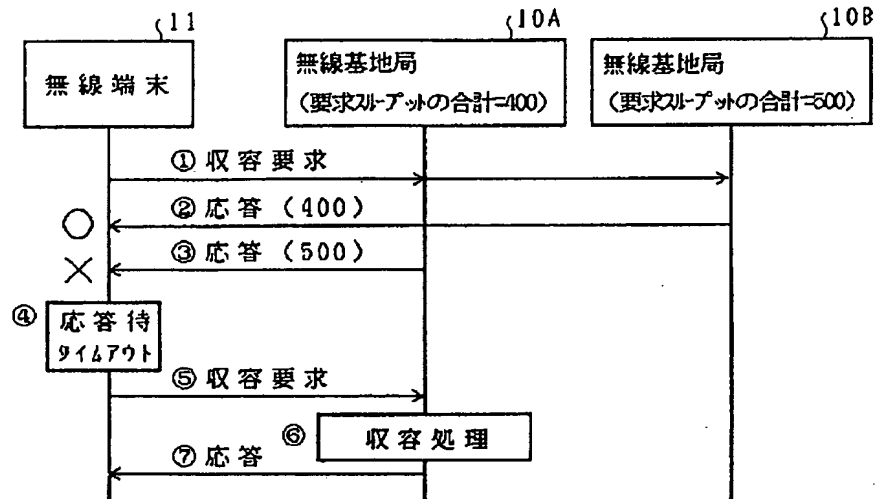 11
10A
10B
無線端末
無線基地局
(要求スループットの合計=400)
無線基地局
(要求スループットの合計=500)
①収容要求
②応答(400)
○
③応答(500)
×
④
応答待
タイムアウト
⑤収容要求
⑥
収容処理
⑦応答